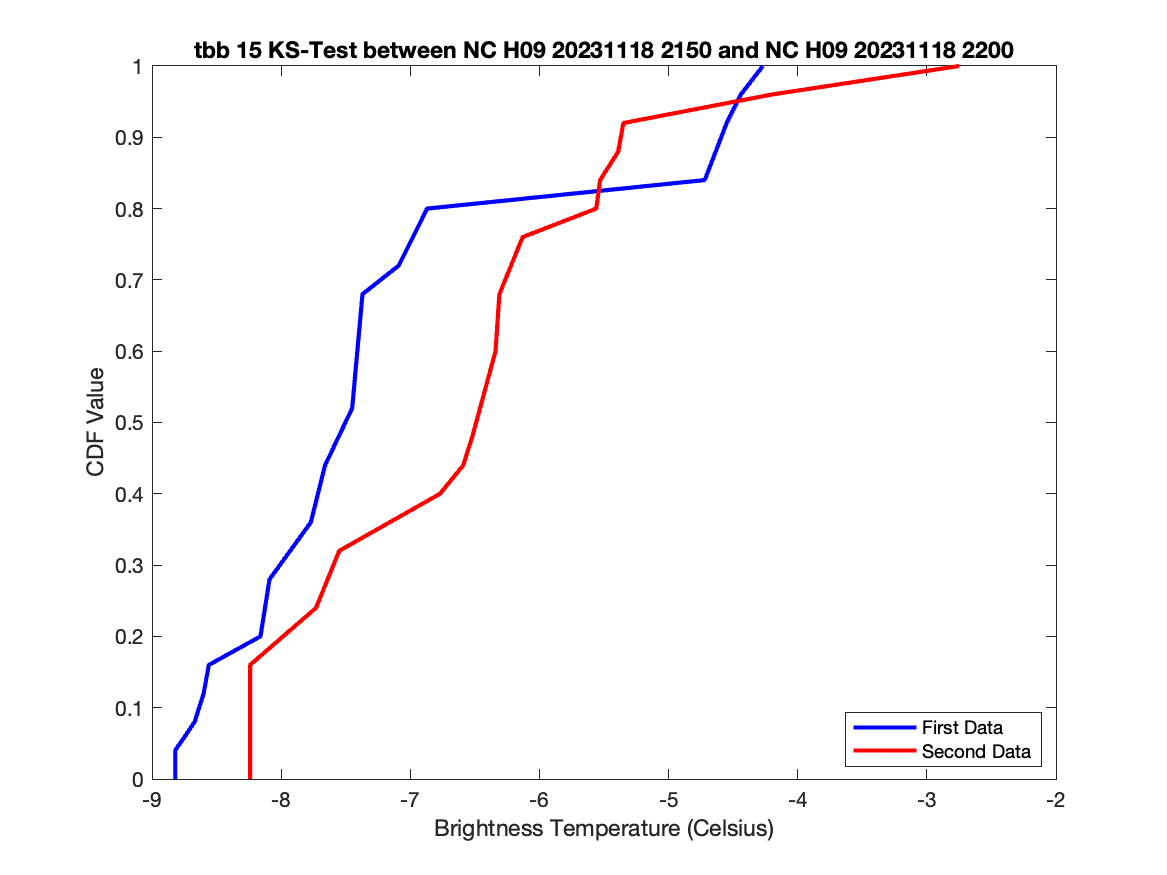 tbb 15 KS-Test between NC H09 20231118 2150 and NC H09 20231118 2200
1
0.9
0.8
0.7
0.6
0.5
0.4
0.3
0.2
0.1
0
CDF Value
First Data
Second Data
-9 -8 -7 -6 -5 -4 -3 -2
Brightness Temperature (Celsius)